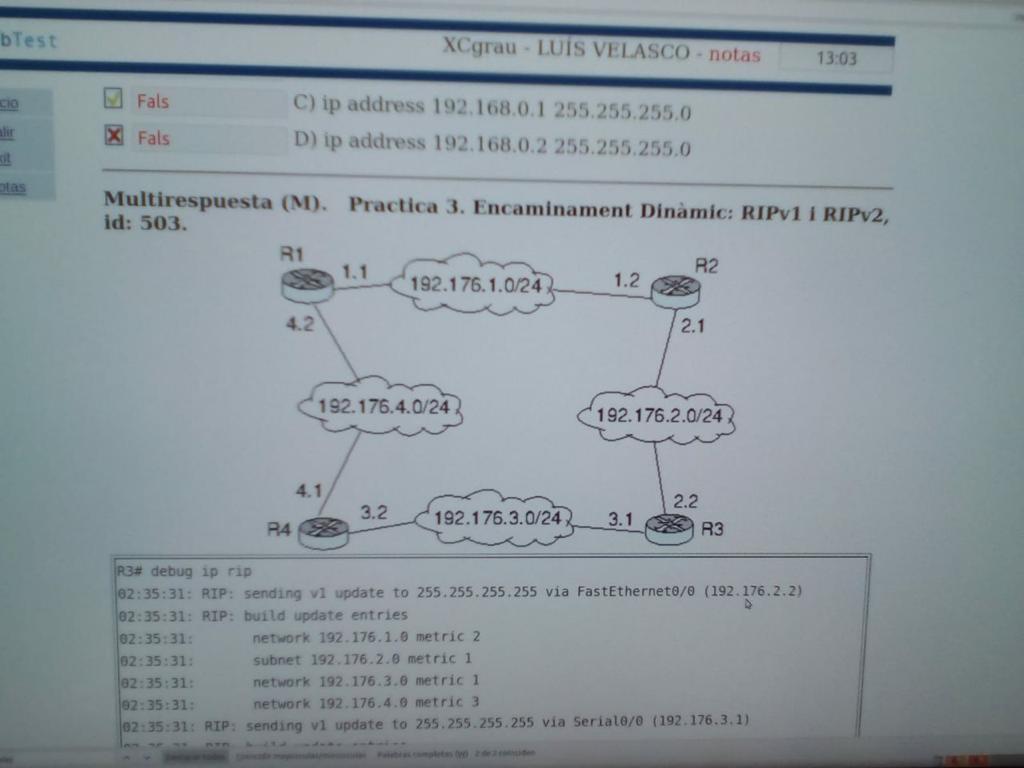 bTest
XCgrau - LUÍS VELASCO - notas
13:03
cio
alir
xit
otas
Fals C) ip address 192.168.0.1 255.255.255.0
Fals D) ip address 192.168.0.2 255.255.255.0
Multirespuesta (M). Practica 3. Encaminament Dinàmic: RIPv1 i RIPv2,
id: 503.
R1
1.1
192.176.1.0/24
1.2
R2
4.2
2.1
192.176.4.0/24
192.176.2.0/24
4.1
2.2
R4
3.2
192.176.3.0/24
3.1
R3
R3# debug ip rip
02:35:31: RIP: sending v1 update to 255.255.255.255 via FastEthernet0/0 (192.176.2.2)
02:35:31: RIP: build update entries
02:35:31: network 192.176.1.0 metric 2
02:35:31: subnet 192.176.2.0 metric 1
02:35:31: network 192.176.3.0 metric 1
02:35:31: network 192.176.4.0 metric 3
02:35:31: RIP: sending v1 update to 255.255.255.255 via Serial0/0 (192.176.3.1)
Palabras completas (W) 2 de 2 coinciden